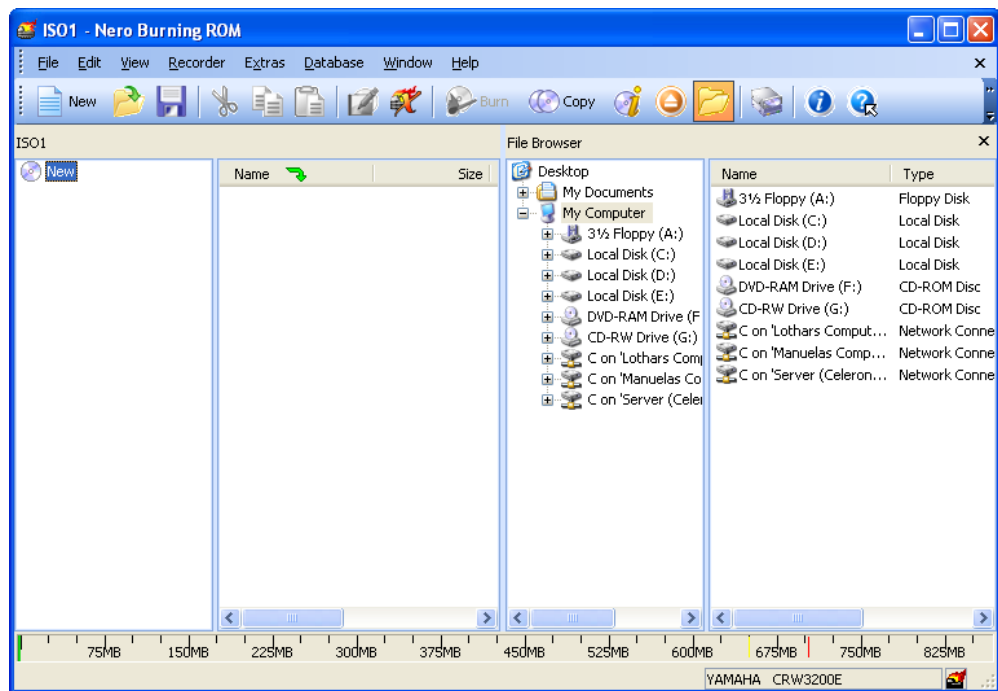 ISO1 - Nero Burning ROM
File Edit View Recorder Extras Database Window Help
New Burn Copy
ISO1
File Browser
New
Name Size
Desktop
My Documents
My Computer
3½ Floppy (A:)
Local Disk (C:)
Local Disk (D:)
Local Disk (E:)
DVD-RAM Drive (F
CD-RW Drive (G:)
C on 'Lothars Comp
C on 'Manuelas Co
C on 'Server (Celer
Name Type
3½ Floppy (A:) Floppy Disk
Local Disk (C:) Local Disk
Local Disk (D:) Local Disk
Local Disk (E:) Local Disk
DVD-RAM Drive (F:) CD-ROM Disc
CD-RW Drive (G:) CD-ROM Disc
C on 'Lothars Comput... Network Conne
C on 'Manuelas Comp... Network Conne
C on 'Server (Celeron... Network Conne
75MB 150MB 225MB 300MB 375MB 450MB 525MB 600MB 675MB 750MB 825MB
YAMAHA CRW3200E